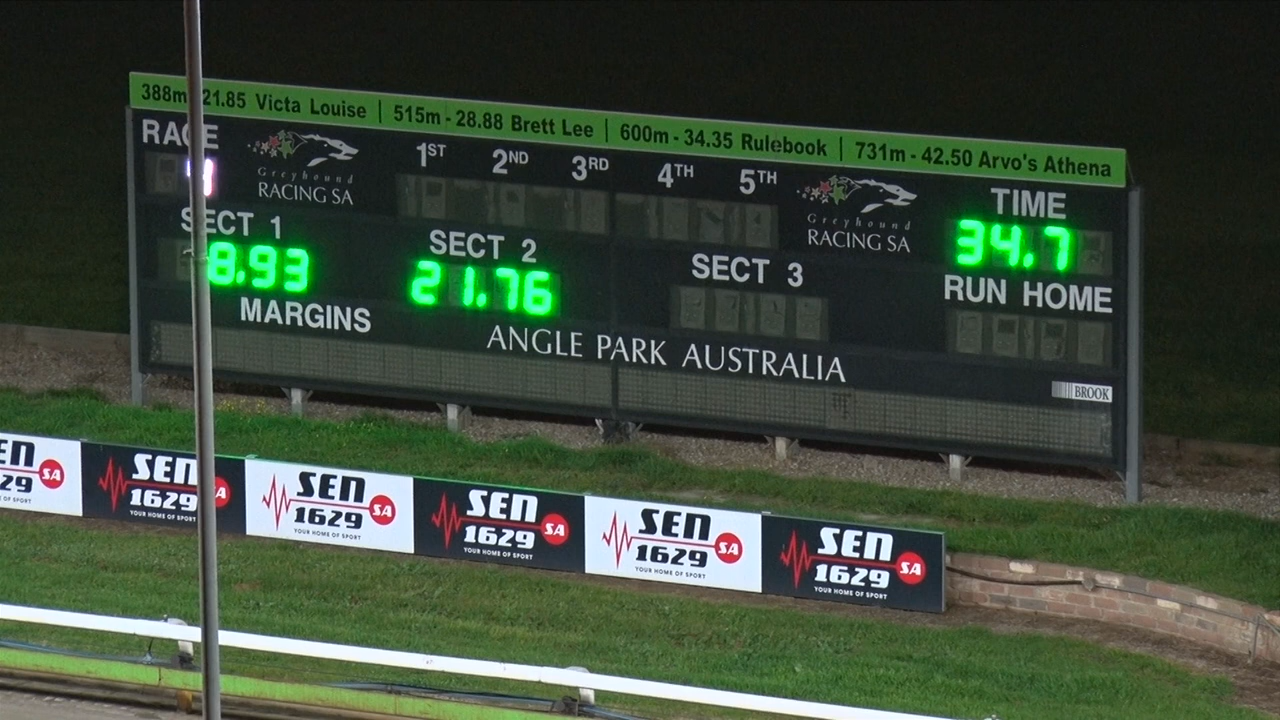 388m 21.85 Victa Louise | 515m - 28.88 Brett Lee | 600m - 34.35 Rulebook | 731m - 42.50 Arvo's Athena
RACE
Greyhound
RACING SA
1ST 2ND 3RD 4TH 5TH
Greyhound
RACING SA
TIME
34.7
SECT 1
8.93
SECT 2
21.76
SECT 3
RUN HOME
MARGINS
ANGLE PARK AUSTRALIA
BROOK
SEN SA
1629
YOUR HOME OF SPORT
SEN SA
1629
YOUR HOME OF SPORT
SEN SA
1629
YOUR HOME OF SPORT
SEN SA
1629
YOUR HOME OF SPORT
SEN SA
1629
YOUR HOME OF SPORT